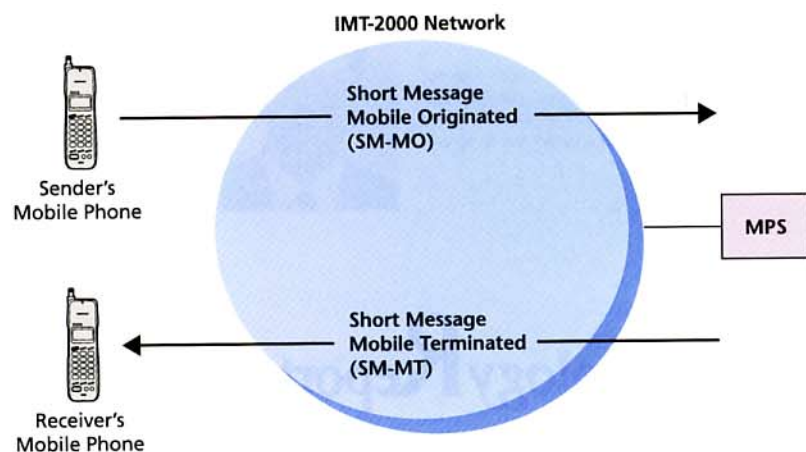 IMT-2000 Network
Short Message
Mobile Originated
(SM-MO)
Sender's
Mobile Phone
MPS
Short Message
Mobile Terminated
(SM-MT)
Receiver's
Mobile Phone